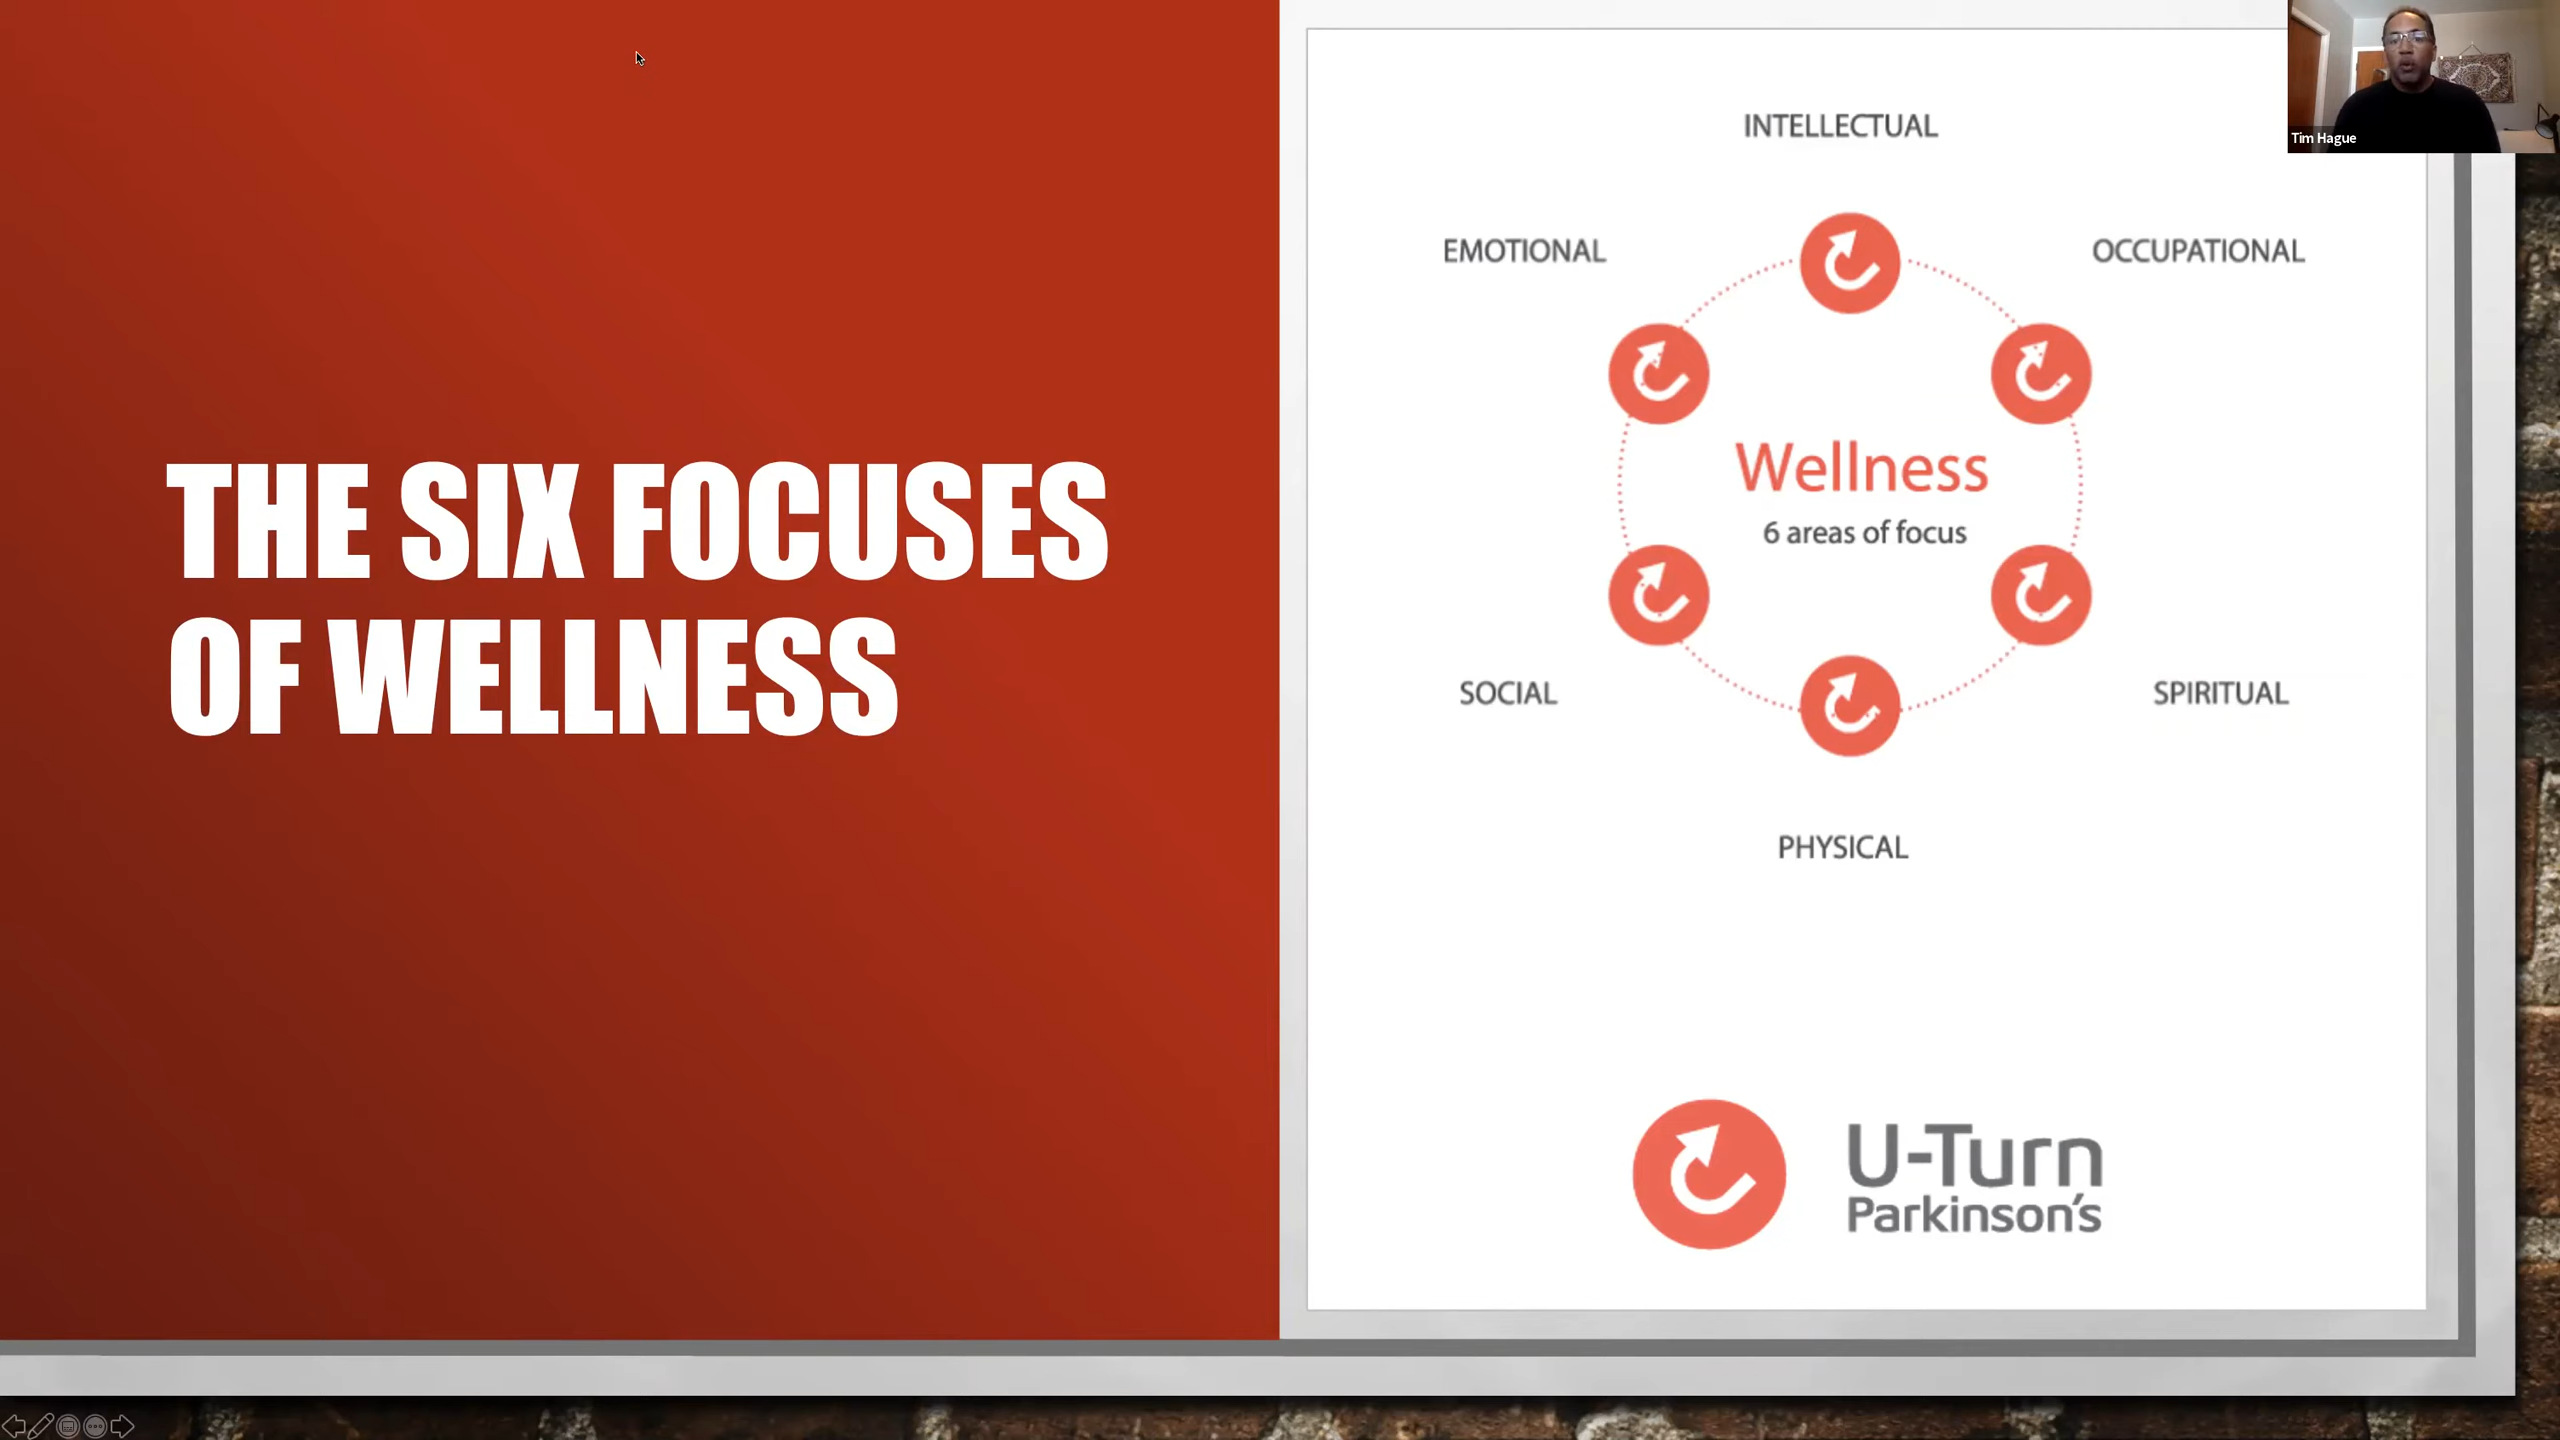 THE SIX FOCUSES
OF WELLNESS
INTELLECTUAL
EMOTIONAL
OCCUPATIONAL
Wellness
6 areas of focus
SOCIAL
SPIRITUAL
PHYSICAL
U-Turn
Parkinson's
Tim Hague